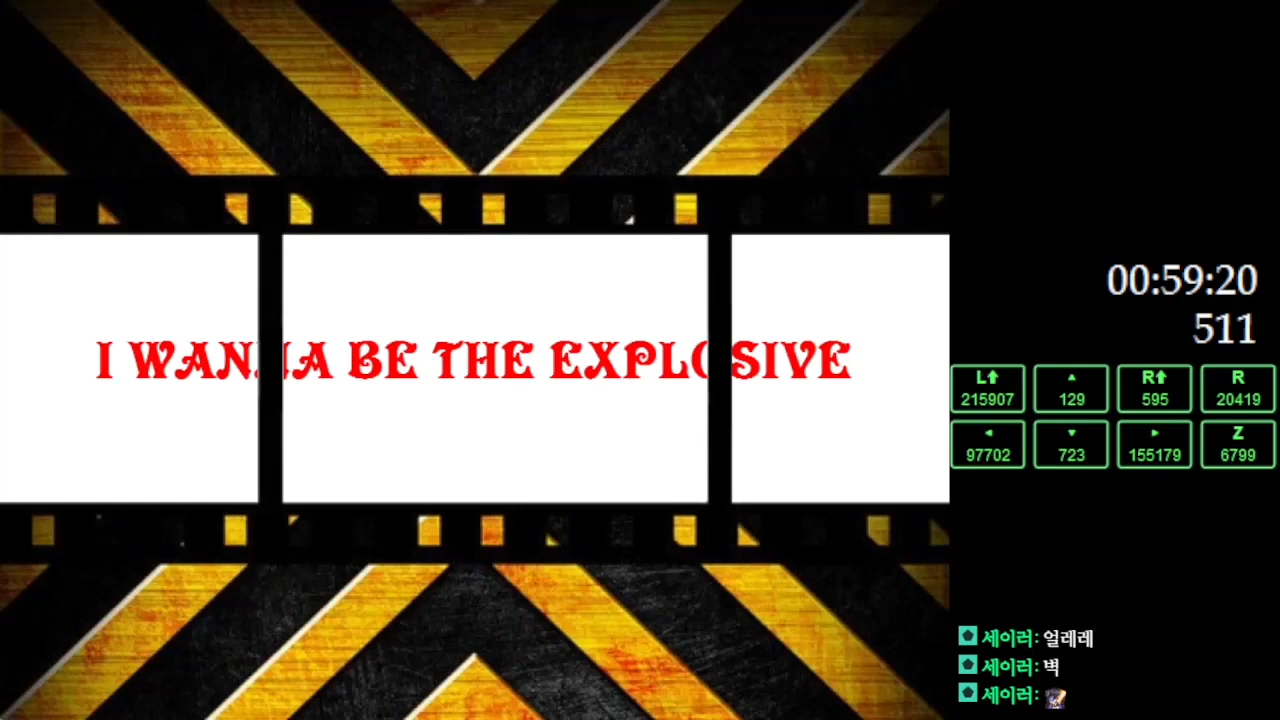 I WANNA BE THE EXPLOSIVE
00:59:20
511
L⬆ ▲ R⬆ R
215907 129 595 20419
◄ ▼ ► Z
97702 723 155179 6799
세이러: 얼레레
세이러: 벽
세이러: